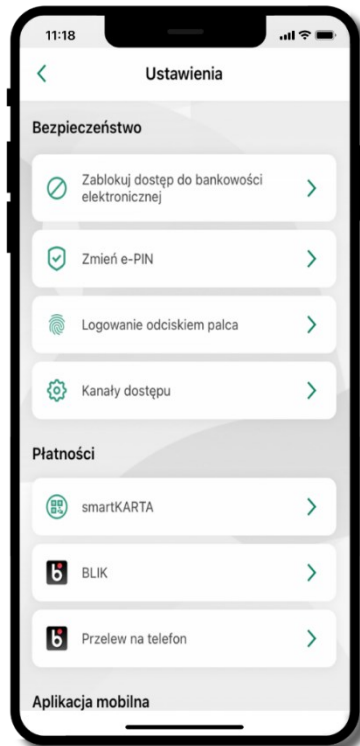 11:18
Ustawienia
Bezpieczeństwo
Zablokuj dostęp do bankowości
elektronicznej
Zmień e-PIN
Logowanie odciskiem palca
Kanały dostępu
Płatności
smartKARTA
BLIK
Przelew na telefon
Aplikacja mobilna